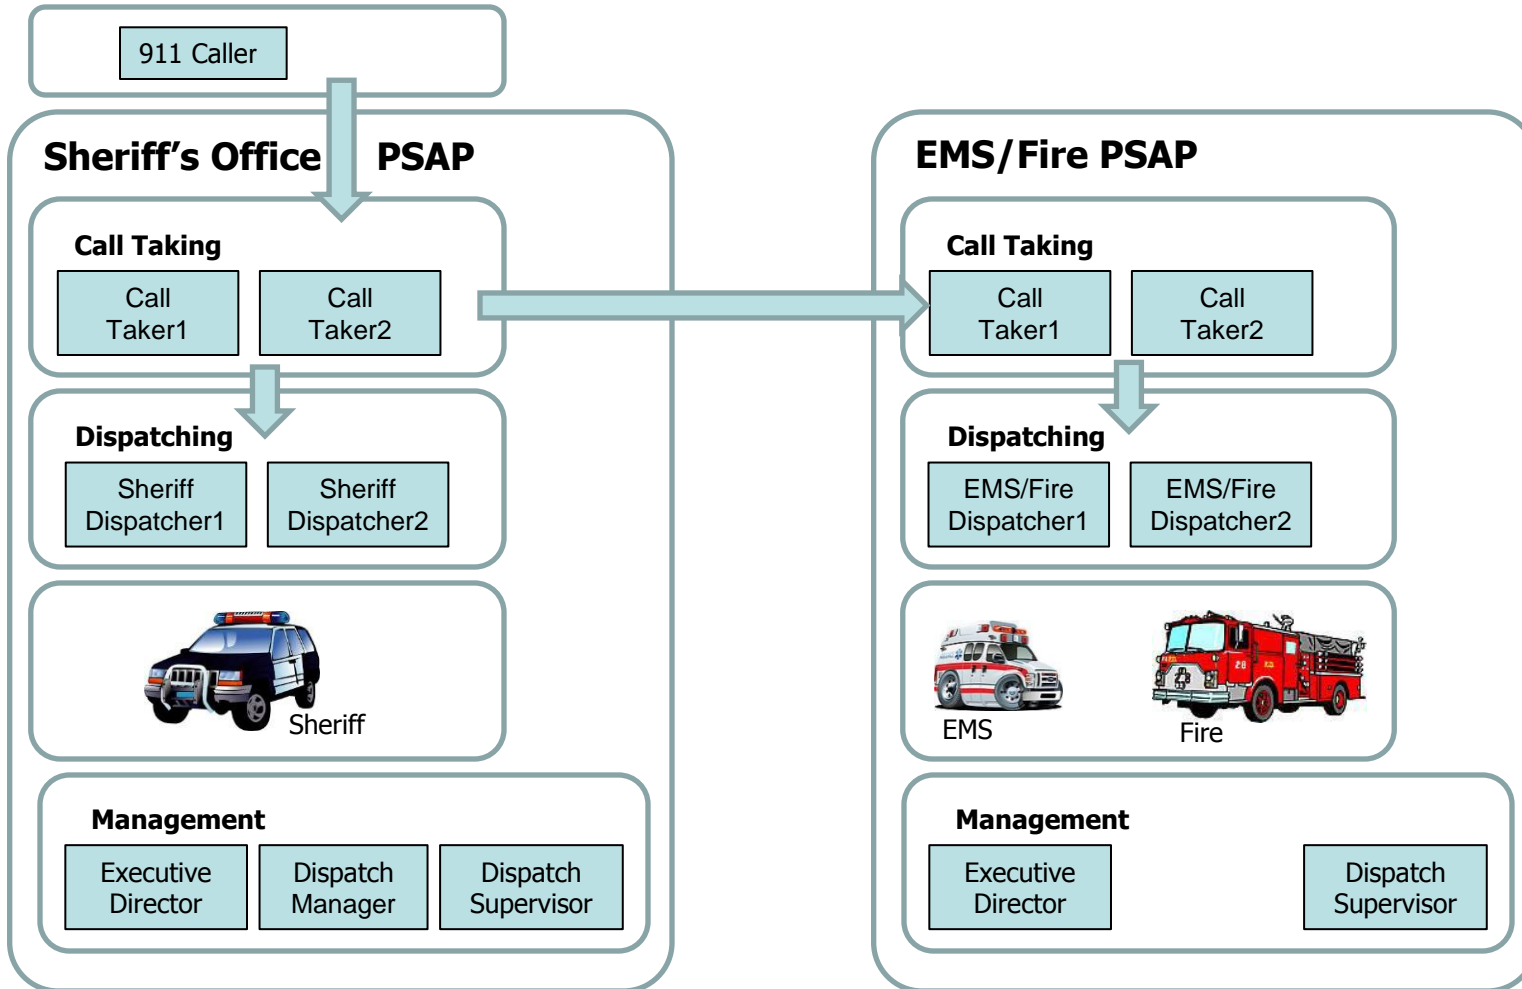 911 Caller
Sheriff’s Office PSAP
Call Taking
Call
Taker1
Call
Taker2
Dispatching
Sheriff
Dispatcher1
Sheriff
Dispatcher2
Sheriff
Management
Executive
Director
Dispatch
Manager
Dispatch
Supervisor
EMS/Fire PSAP
Call Taking
Call
Taker1
Call
Taker2
Dispatching
EMS/Fire
Dispatcher1
EMS/Fire
Dispatcher2
EMS
28
Fire
Management
Executive
Director
Dispatch
Supervisor